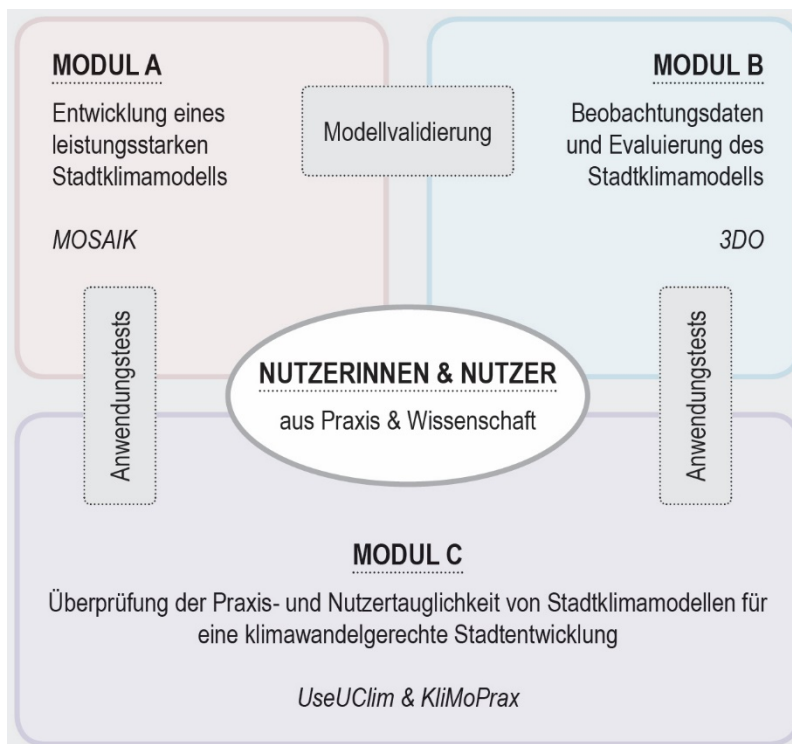 MODUL A
Entwicklung eines
leistungsstarken
Stadtklimamodells
MOSAIK
Modellvalidierung
MODUL B
Beobachtungsdaten
und Evaluierung des
Stadtklimamodells
3DO
Anwendungstests
NUTZERINNEN & NUTZER
aus Praxis & Wissenschaft
Anwendungstests
MODUL C
Überprüfung der Praxis- und Nutzertauglichkeit von Stadtklimamodellen für
eine klimawandelgerechte Stadtentwicklung
UseUClim & KliMoPrax